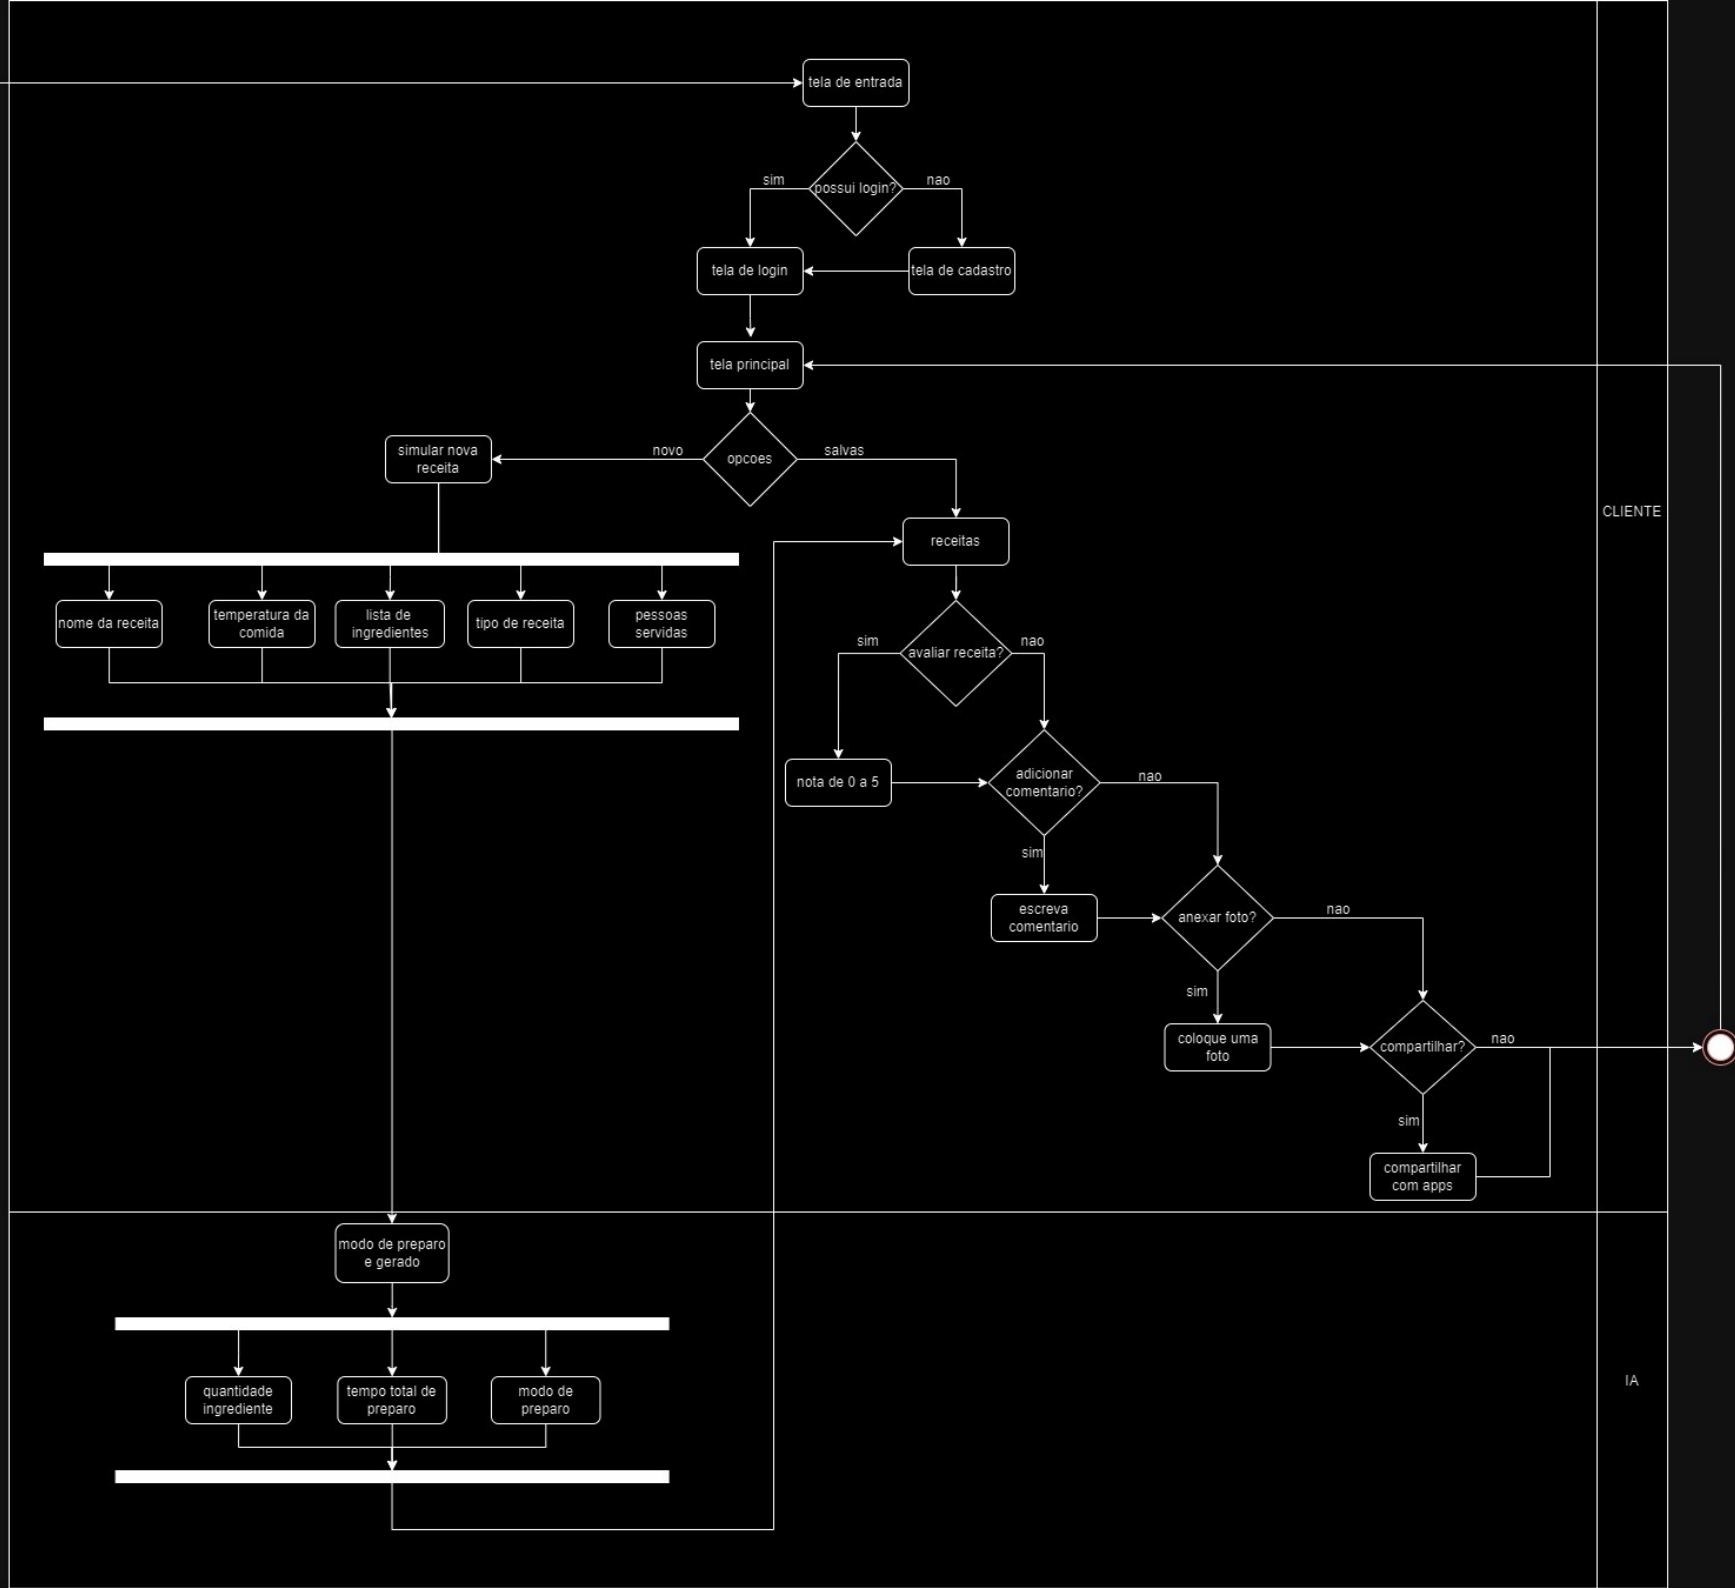 tela de entrada
possui login?
sim
nao
tela de login
tela de cadastro
tela principal
opcoes
novo
salvas
simular nova
receita
CLIENTE
receitas
nome da receita
temperatura da
comida
lista de
ingredientes
tipo de receita
pessoas
servidas
avaliar receita?
sim
nao
nota de 0 a 5
adicionar
comentario?
nao
sim
escreva
comentario
anexar foto?
nao
sim
coloque uma
foto
compartilhar?
nao
sim
compartilhar
com apps
modo de preparo
e gerado
quantidade
ingrediente
tempo total de
preparo
modo de
preparo
IA